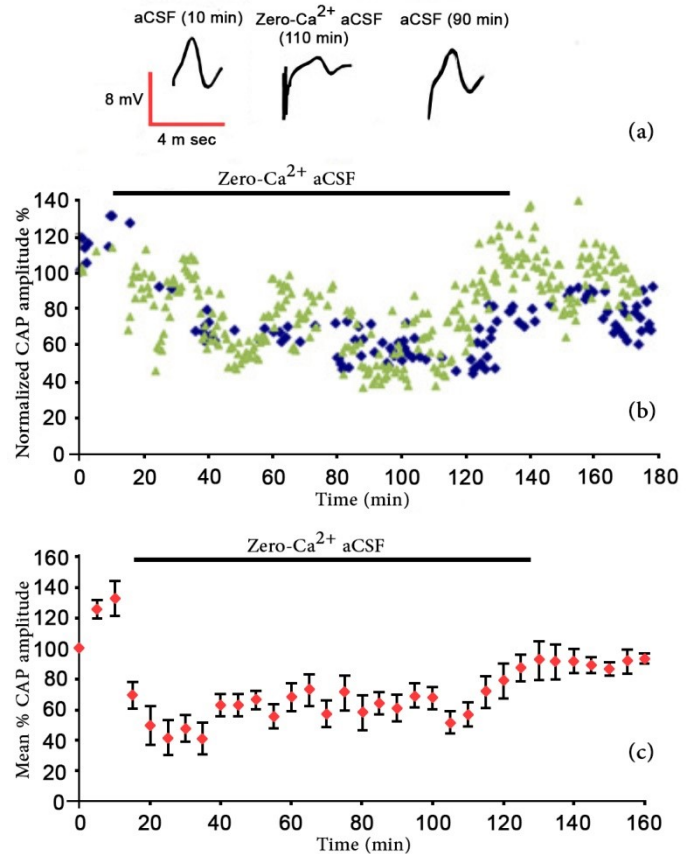 aCSF (10 min) Zero-Ca²⁺ aCSF (110 min) aCSF (90 min)
8 mV
4 m sec
(a)
Zero-Ca²⁺ aCSF
Normalized CAP amplitude %
140
120
100
80
60
40
20
0
0 20 40 60 80 100 120 140 160 180
Time (min)
(b)
Zero-Ca²⁺ aCSF
Mean % CAP amplitude
160
140
120
100
80
60
40
20
0
0 20 40 60 80 100 120 140 160
Time (min)
(c)